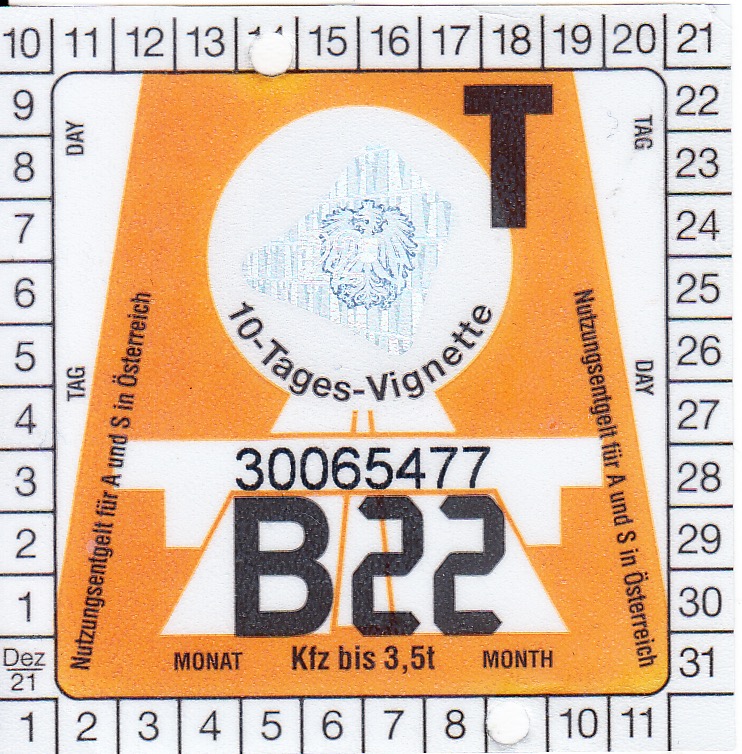 10 11 12 13 15 16 17 18 19 20 21
9 22
8 23
7 24
6 25
5 26
4 27
3 28
2 29
1 30
Dez 21 31
1 2 3 4 5 6 7 8 10 11
DAY
TAG
T
10-Tages-Vignette
TAG
DAY
Nutzungsentgelt für A und S in Österreich
Nutzungsentgelt für A und S in Österreich
30065477
B22
MONAT Kfz bis 3,5t MONTH